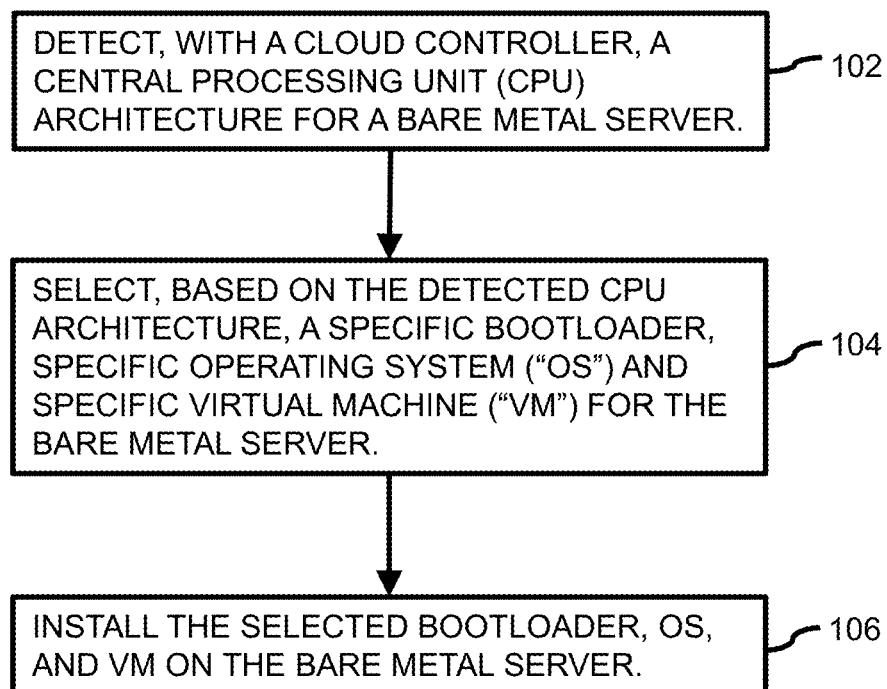 DETECT, WITH A CLOUD CONTROLLER, A
CENTRAL PROCESSING UNIT (CPU)
ARCHITECTURE FOR A BARE METAL SERVER.
102
SELECT, BASED ON THE DETECTED CPU
ARCHITECTURE, A SPECIFIC BOOTLOADER,
SPECIFIC OPERATING SYSTEM (“OS”) AND
SPECIFIC VIRTUAL MACHINE (“VM”) FOR THE
BARE METAL SERVER.
104
INSTALL THE SELECTED BOOTLOADER, OS,
AND VM ON THE BARE METAL SERVER.
106